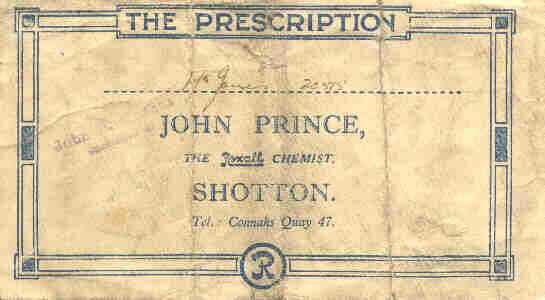 THE PRESCRIPTION
JOHN PRINCE,
THE Rexall CHEMIST,
SHOTTON.
Tel.: Connahs Quay 47.
R